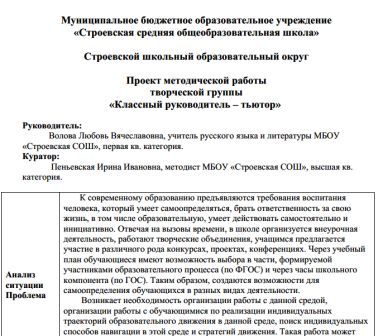 Муниципальное бюджетное образовательное учреждение
«Строевская средняя общеобразовательная школа»
Строевской школьный образовательный округ
Проект методической работы
творческой группы
«Классный руководитель – тьютор»
Руководитель:
Волова Любовь Вячеславовна, учитель русского языка и литературы МБОУ
«Строевская СОШ», первая кв. категория.
Куратор:
Пеньевская Ирина Ивановна, методист МБОУ «Строевская СОШ», высшая кв.
категория.
Анализ
ситуации
Проблема
К современному образованию предъявляются требования воспитания
человека, который умеет самоопределяться, брать ответственность за свою
жизнь, в том числе образовательную, умеет действовать самостоятельно и
инициативно. Отвечая на вызовы времени, в школе организуется внеурочная
деятельность, работают творческие объединения, учащимся предлагается
участие в различного рода конкурсах, проектах, конференциях. Через учебный
план обучающиеся имеют возможность выбора в части, формируемой
участниками образовательного процесса (по ФГОС) и через часы школьного
компонента (по ГОС). Таким образом, создаются возможности для
самоопределения обучающихся в разных видах деятельности.
Возникает необходимость организации работы с данной средой,
организации работы с обучающимися по реализации индивидуальных
траекторий образовательного движения в данной среде, поиск индивидуальных
способов навигации в этой среде и стратегий движения. Такая работа может